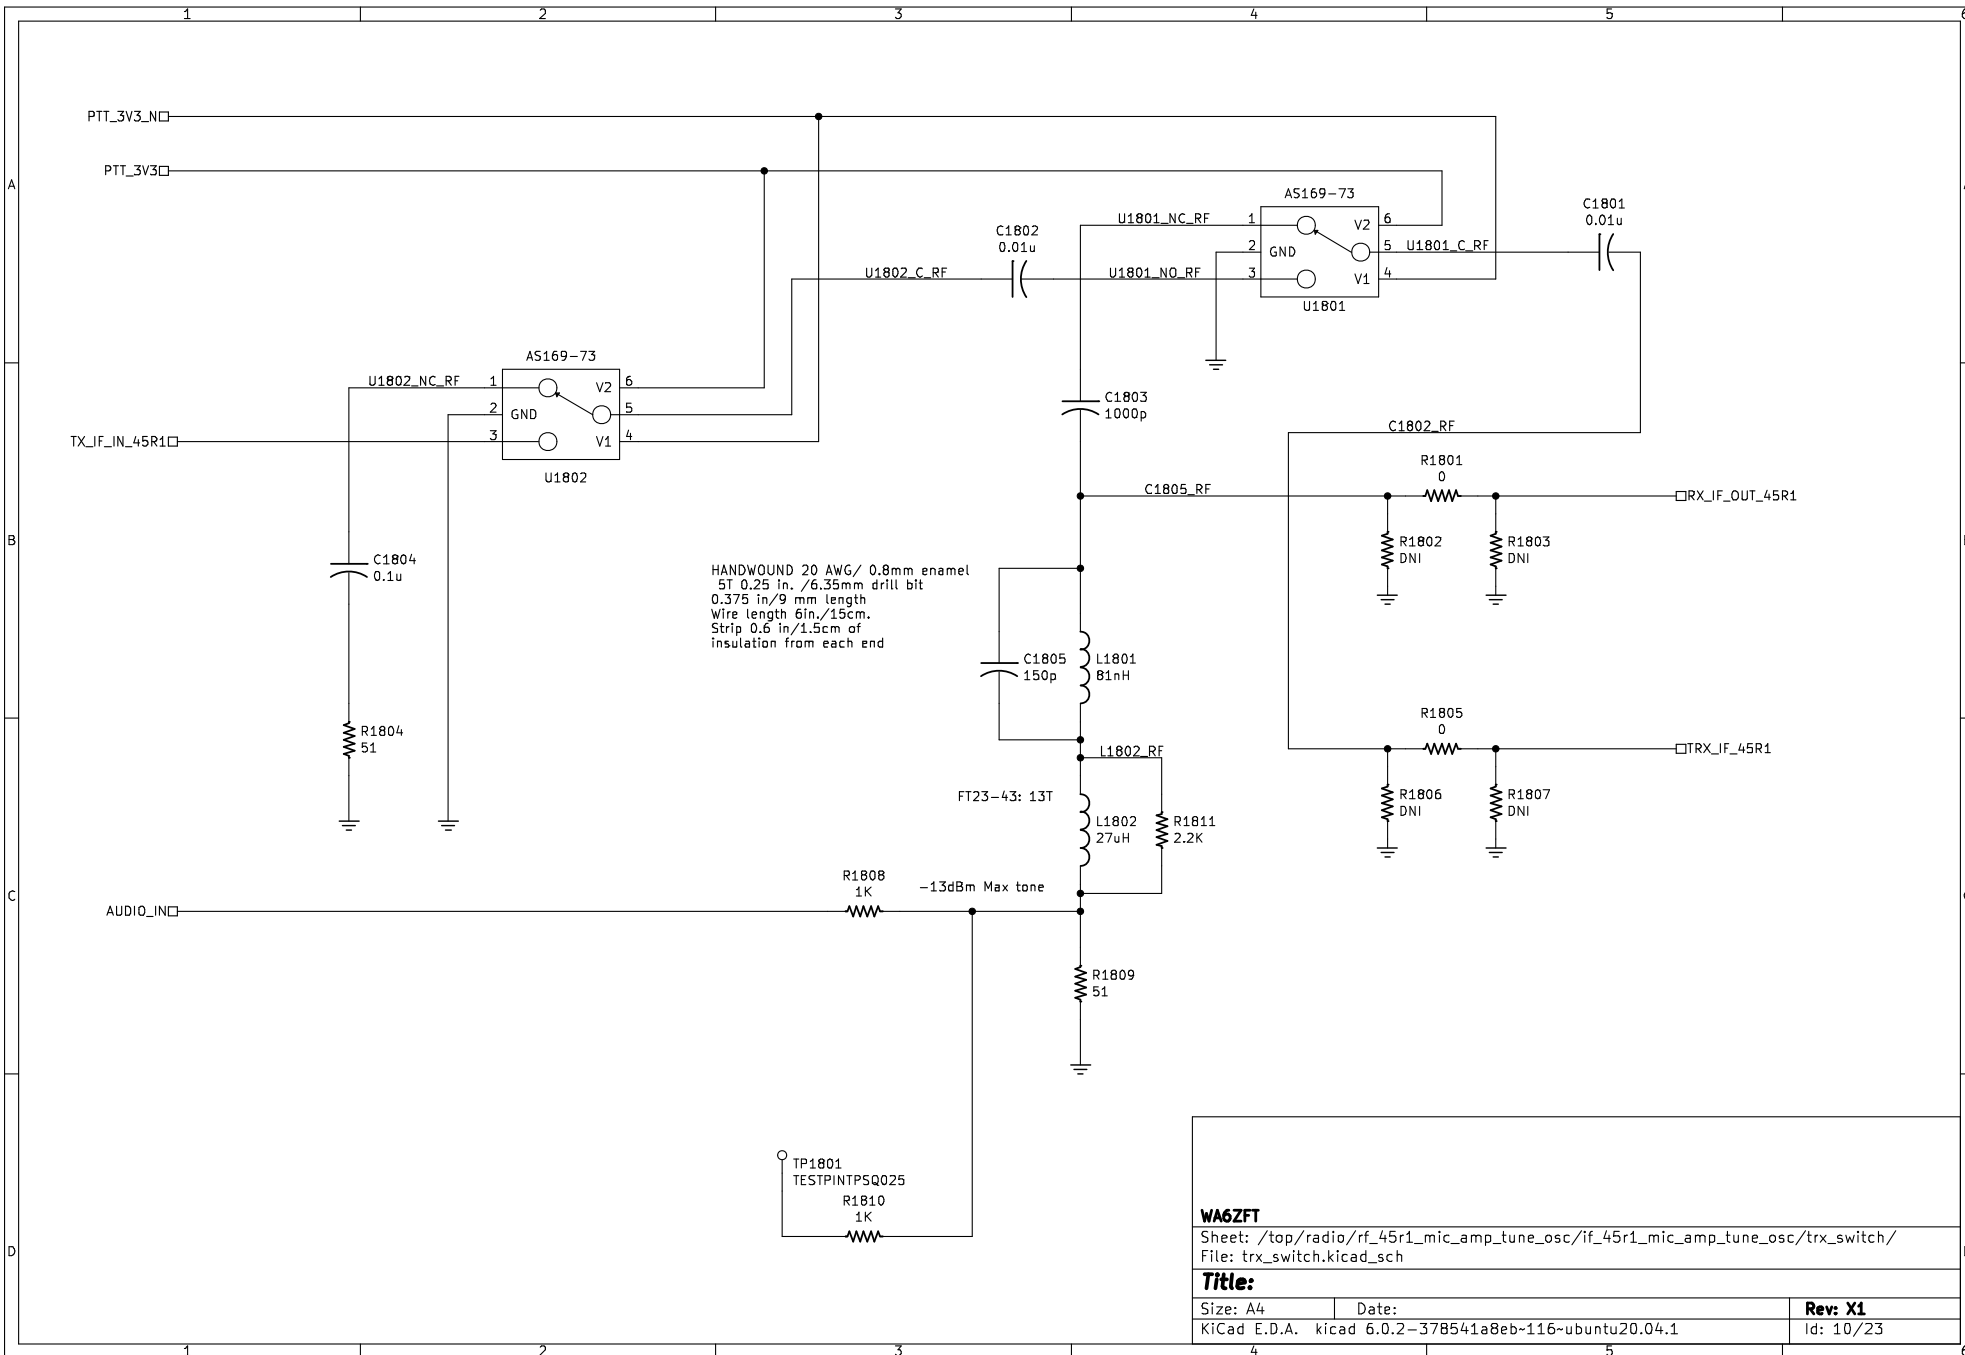 1 2 3 4 5 6
PTT_3V3_N
PTT_3V3
A
AS169-73
U1801_NC_RF 1 V2 6
2 GND 5 U1801_C_RF
U1801_NO_RF 3 V1 4
U1801
C1801
0.01u
C1802
0.01u
U1802_C_RF
AS169-73
U1802_NC_RF 1 V2 6
2 GND 5
TX_IF_IN_45R1 3 V1 4
U1802
C1803
1000p
C1802_RF
R1801
0
C1805_RF
RX_IF_OUT_45R1
B
R1802
DNI
R1803
DNI
C1804
0.1u
HANDWOUND 20 AWG/ 0.8mm enamel
5T 0.25 in. /6.35mm drill bit
0.375 in/9 mm length
Wire length 6in./15cm.
Strip 0.6 in/1.5cm of
insulation from each end
C1805
150p
L1801
81nH
R1804
51
R1805
0
L1802_RF
TRX_IF_45R1
FT23-43: 13T
R1806
DNI
R1807
DNI
L1802
27uH
R1811
2.2K
R1808
1K
-13dBm Max tone
C
AUDIO_IN
R1809
51
TP1801
TESTPINTPSQ025
R1810
1K
D
WA6ZFT
Sheet: /top/radio/rf_45r1_mic_amp_tune_osc/if_45r1_mic_amp_tune_osc/trx_switch/
File: trx_switch.kicad_sch
Title:
Size: A4 Date: Rev: X1
KiCad E.D.A. kicad 6.0.2-378541a8eb~116~ubuntu20.04.1 Id: 10/23
1 2 3 4 5 6